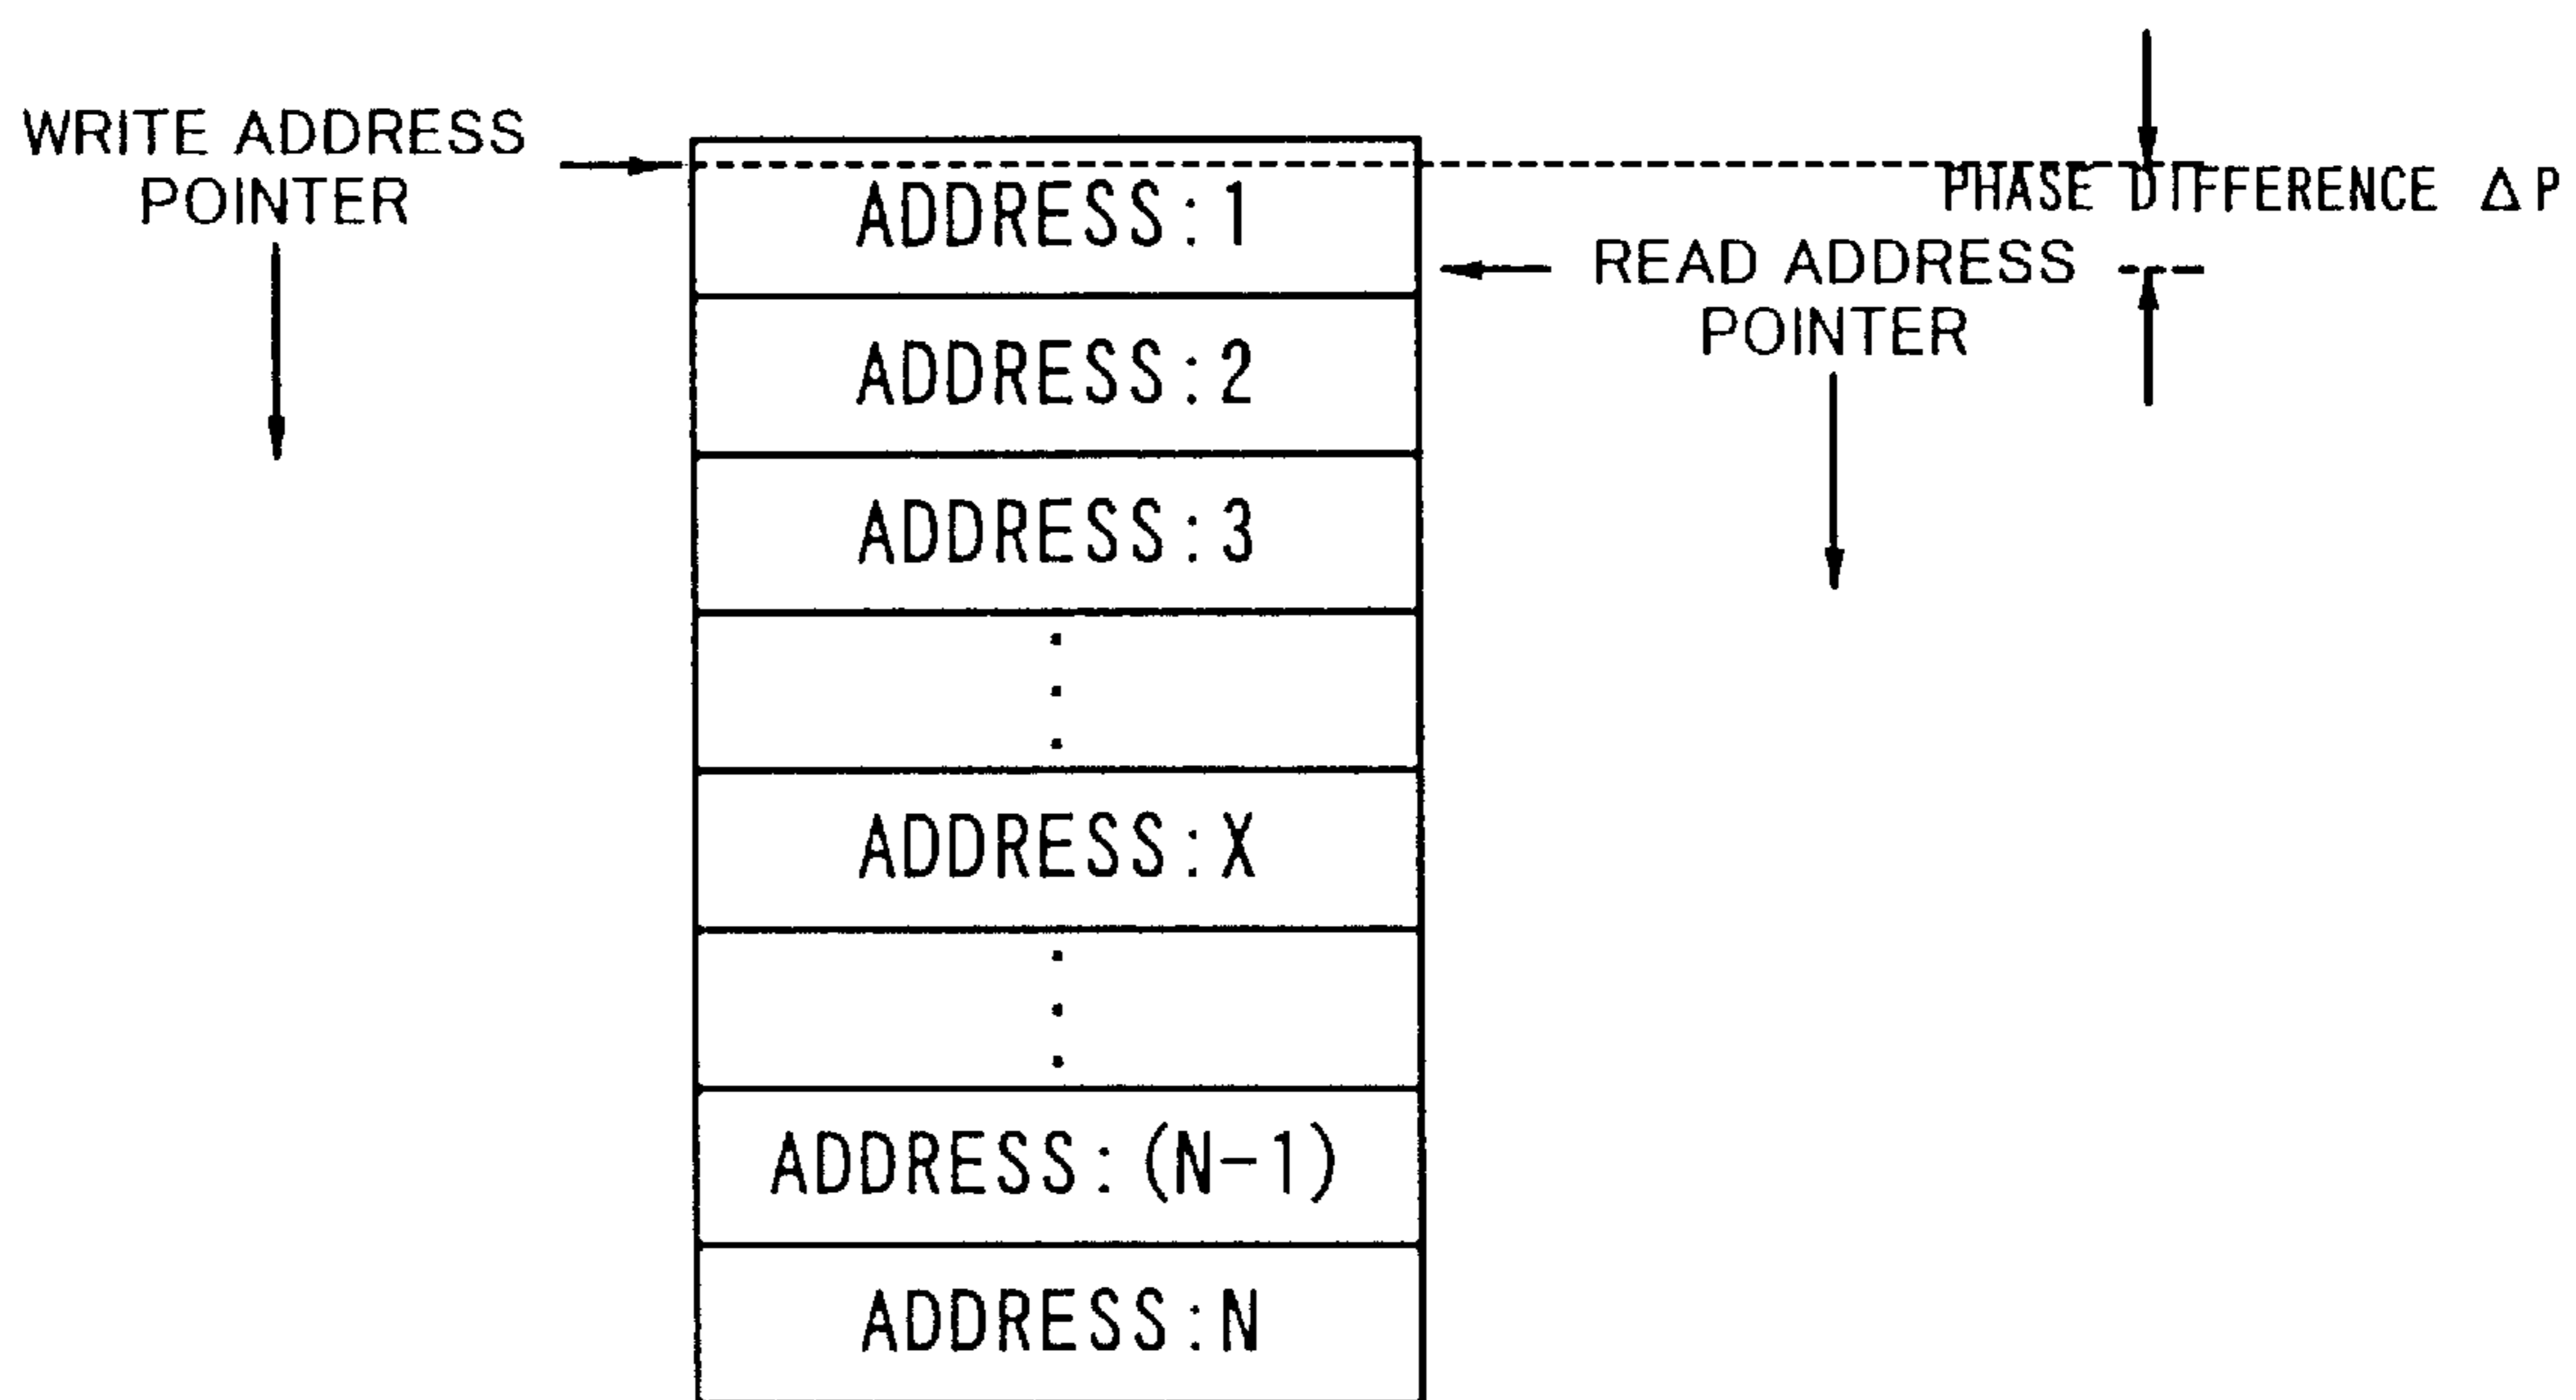 WRITE ADDRESS
POINTER
PHASE DIFFERENCE ΔP
READ ADDRESS
POINTER
ADDRESS:1
ADDRESS:2
ADDRESS:3
ADDRESS:X
ADDRESS:(N-1)
ADDRESS:N